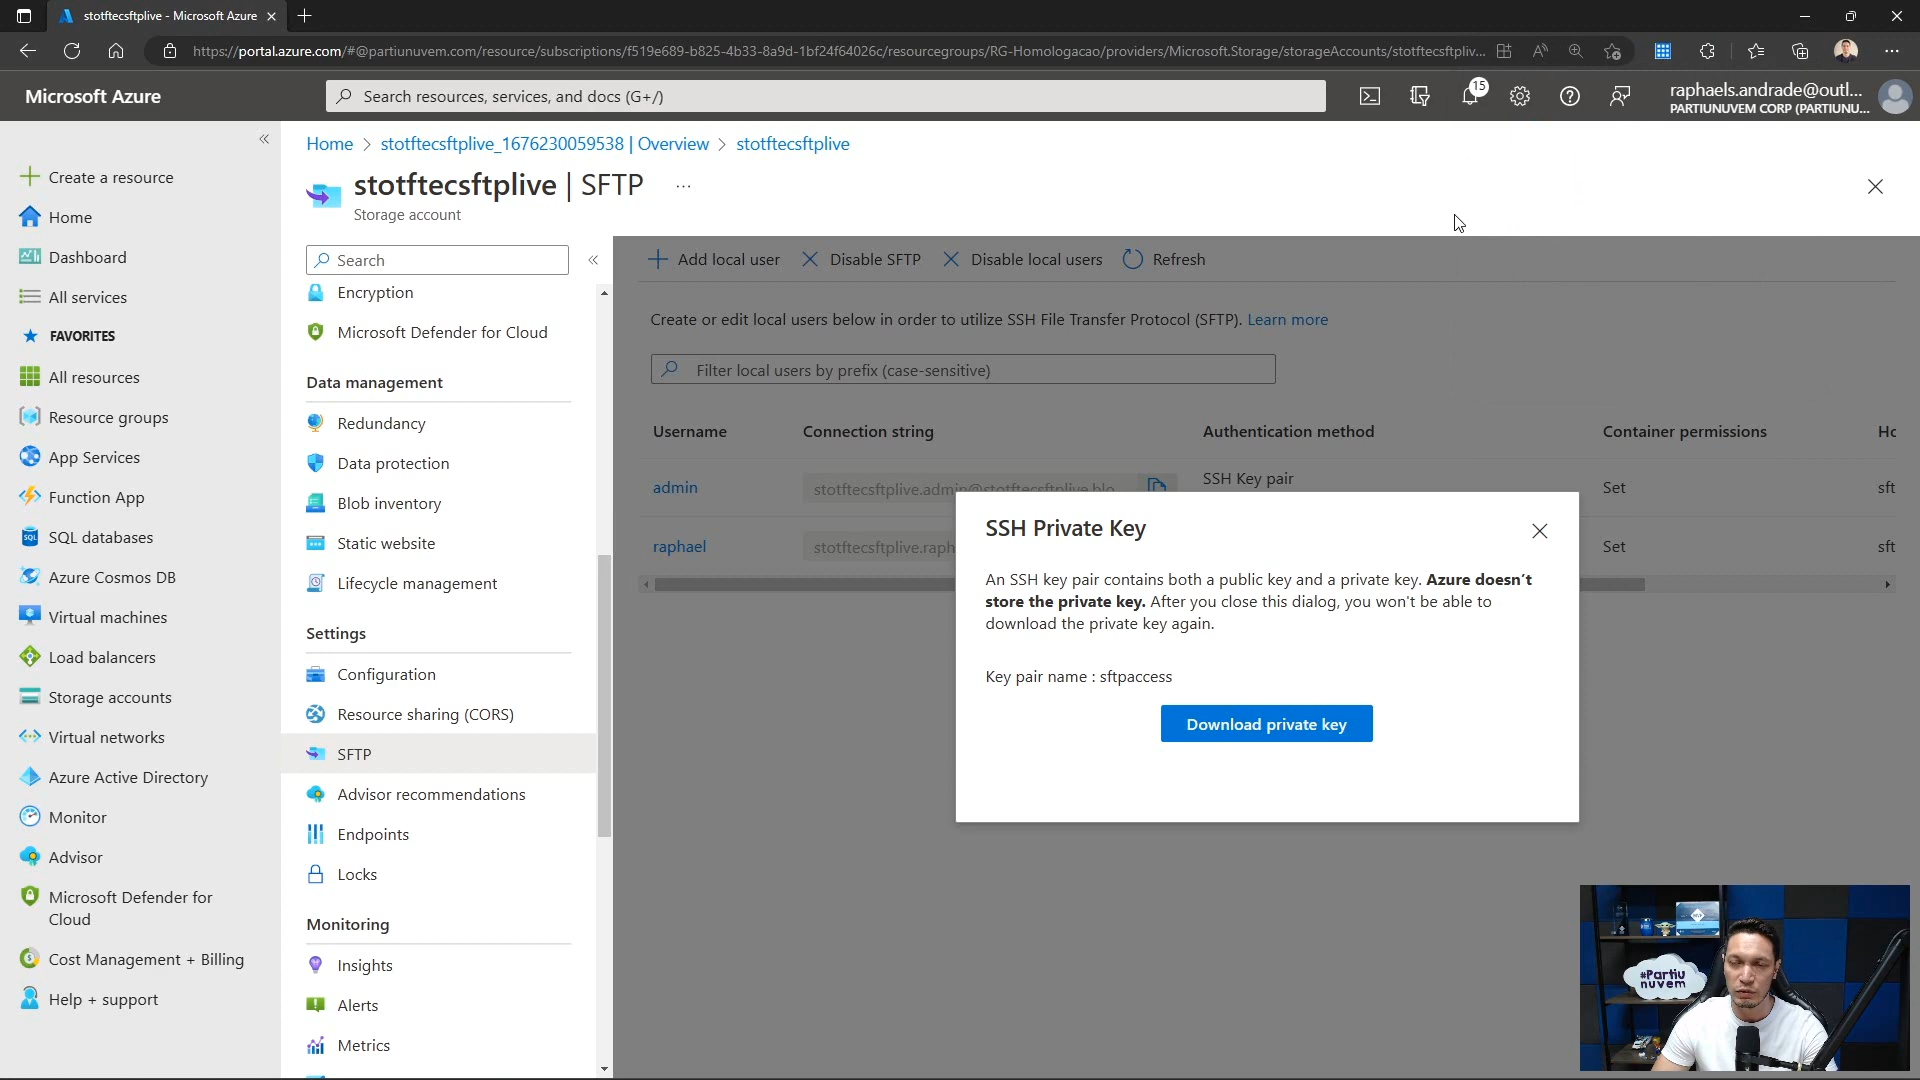 stotftecsftplive - Microsoft Azure
https://portal.azure.com/#@partiunuvem.com/resource/subscriptions/f519e689-b825-4b33-8a9d-1bf24f64026c/resourcegroups/RG-Homologacao/providers/Microsoft.Storage/storageAccounts/stotftecsftpliv...
Microsoft Azure
Search resources, services, and docs (G+/)
15
raphaels.andrade@outl...
PARTIUNUVEM CORP (PARTIUNU...
Home > stotftecsftplive_1676230059538 | Overview > stotftecsftplive
stotftecsftplive | SFTP ...
Storage account
Create a resource
Home
Dashboard
All services
FAVORITES
All resources
Resource groups
App Services
Function App
SQL databases
Azure Cosmos DB
Virtual machines
Load balancers
Storage accounts
Virtual networks
Azure Active Directory
Monitor
Advisor
Microsoft Defender for
Cloud
Cost Management + Billing
Help + support
Search
Encryption
Microsoft Defender for Cloud
Data management
Redundancy
Data protection
Blob inventory
Static website
Lifecycle management
Settings
Configuration
Resource sharing (CORS)
SFTP
Advisor recommendations
Endpoints
Locks
Monitoring
Insights
Alerts
Metrics
Add local user Disable SFTP Disable local users Refresh
Create or edit local users below in order to utilize SSH File Transfer Protocol (SFTP). Learn more
Filter local users by prefix (case-sensitive)
Username Connection string Authentication method Container permissions Ho
admin stotftecsftplive.admin@stotftecsftplive.blo SSH Key pair Set sft
raphael stotftecsftplive.raph Set sft
SSH Private Key
An SSH key pair contains both a public key and a private key. Azure doesn't
store the private key. After you close this dialog, you won't be able to
download the private key again.
Key pair name : sftpaccess
Download private key
#Partiu
nuvem